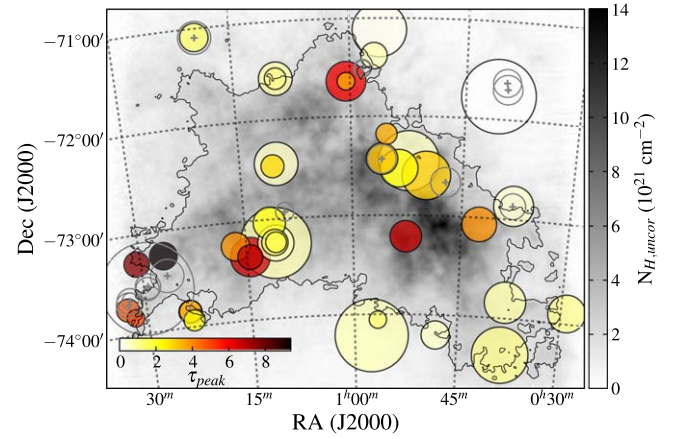 −71°00′
−72°00′
−73°00′
−74°00′
Dec (J2000)
0 2 4 6 8
τpeak
30m 15m 1h00m 45m 0h30m
RA (J2000)
14
12
10
8
6
4
2
0
NH,uncor (10²¹ cm⁻²)